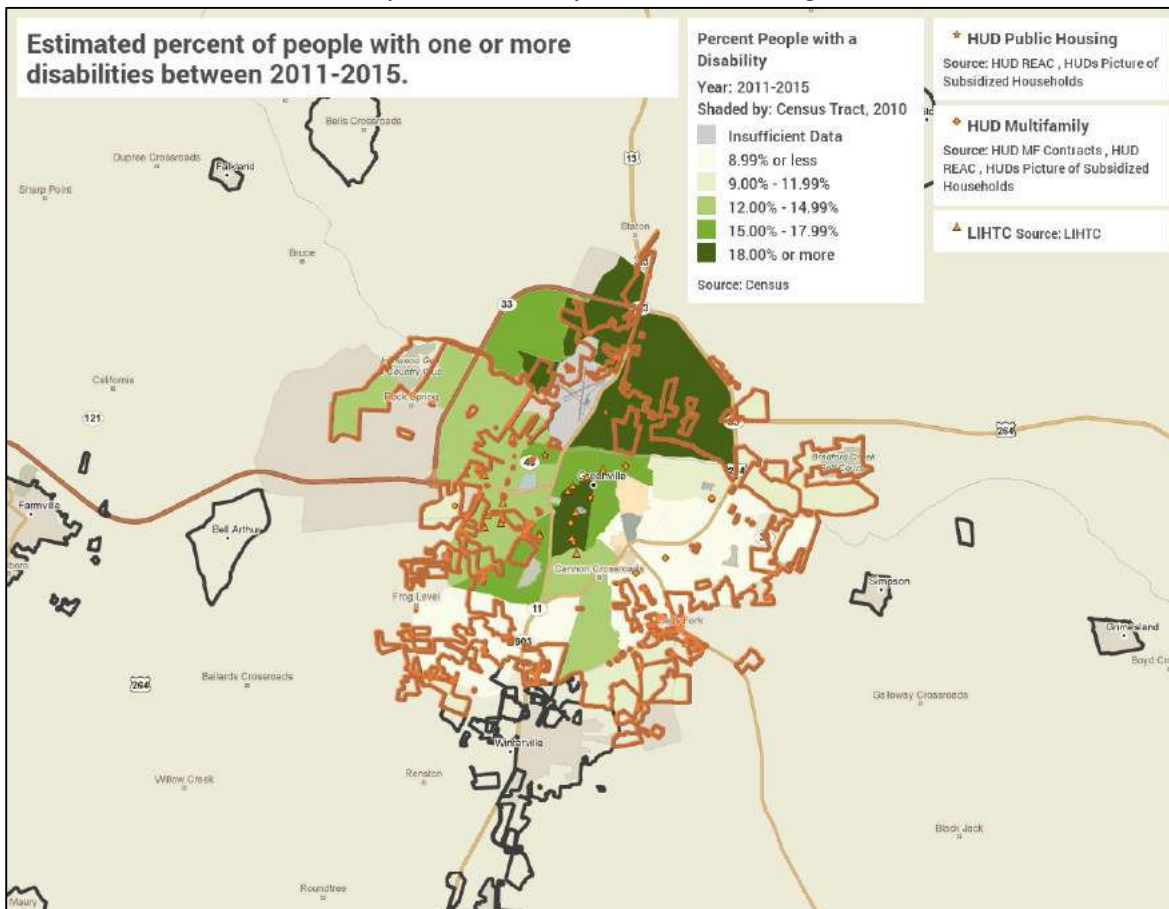 Estimated percent of people with one or more
disabilities between 2011-2015.
Percent People with a
Disability
Year: 2011-2015
Shaded by: Census Tract, 2010
Insufficient Data
8.99% or less
9.00% - 11.99%
12.00% - 14.99%
15.00% - 17.99%
18.00% or more
Source: Census
HUD Public Housing
Source: HUD REAC , HUDs Picture of
Subsidized Households
HUD Multifamily
Source: HUD MF Contracts , HUD
REAC , HUDs Picture of Subsidized
Households
LIHTC Source: LIHTC
Bells Crossroads
Dupree Crossroads
Falkland
Sharp Point
13
Staton
Bruce
33
California
Country Club
Rock Spring
121
264
Golf Course
43
Greenville
Farmville
Bell Arthur
Cannon Crossroads
Simpson
Frog Level
11
Fork
903
Grimesland
264
Ballards Crossroads
Galloway Crossroads
Winterville
Willow Creek
Renston
Black Jack
Roundtree
Maury